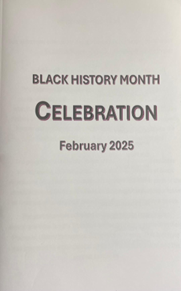 BLACK HISTORY MONTH
CELEBRATION
February 2025